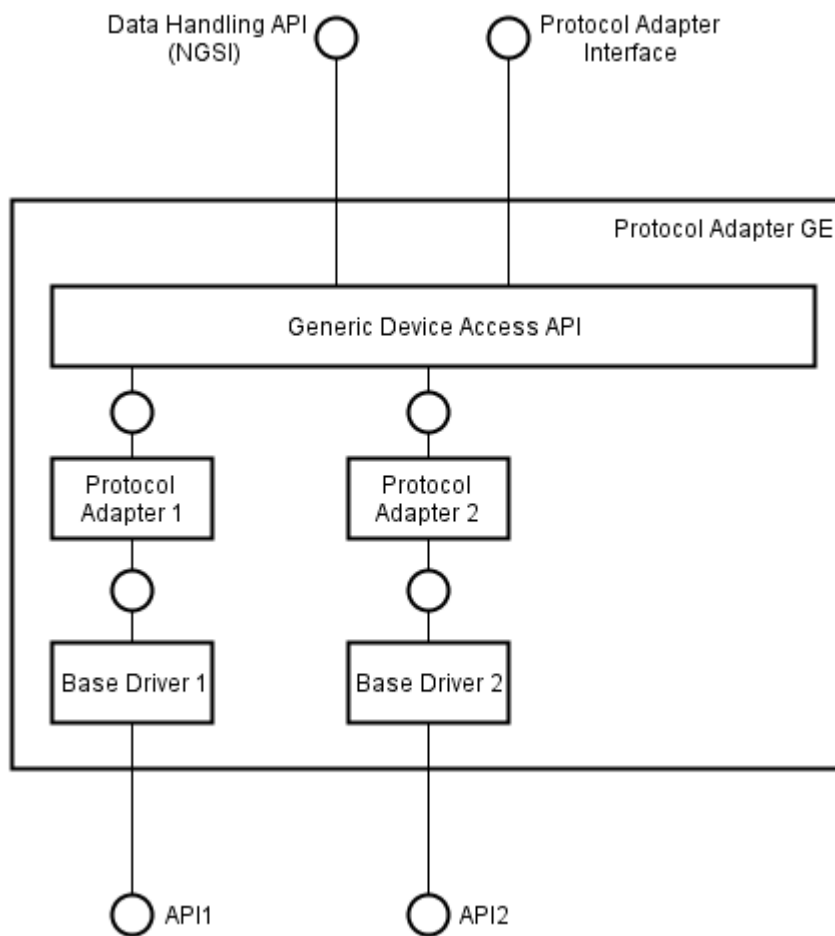 Data Handling API
(NGSI)
Protocol Adapter
Interface
Protocol Adapter GE
Generic Device Access API
Protocol
Adapter 1
Protocol
Adapter 2
Base Driver 1
Base Driver 2
API1
API2